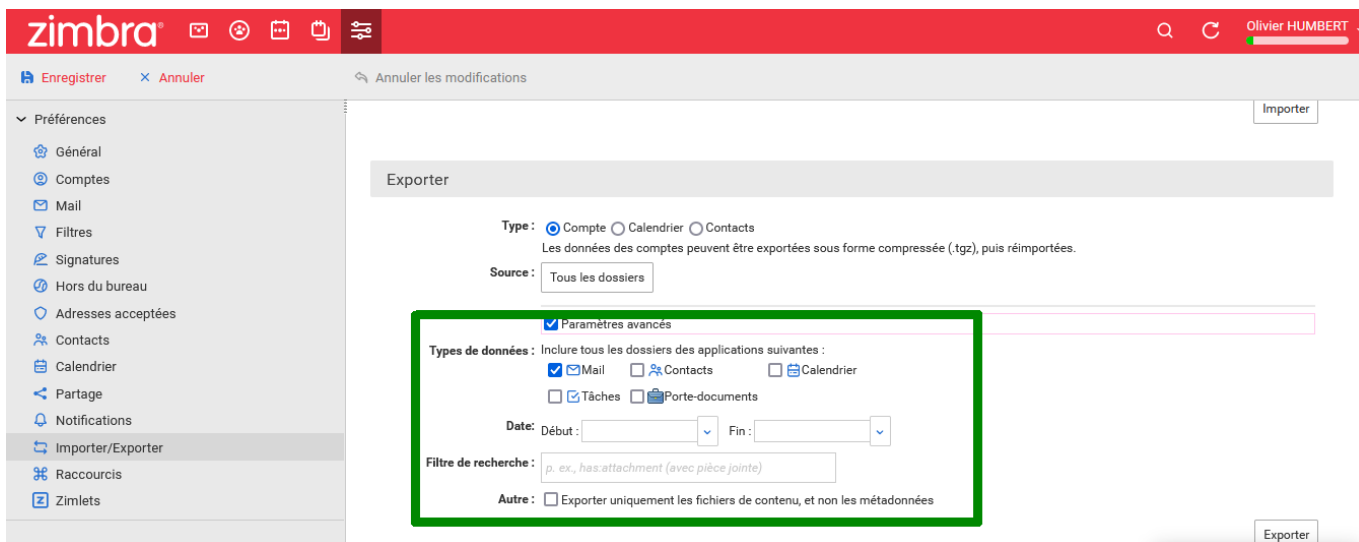 zimbra Olivier HUMBERT
Enregistrer Annuler Annuler les modifications
Préférences
Général
Comptes
Mail
Filtres
Signatures
Hors du bureau
Adresses acceptées
Contacts
Calendrier
Partage
Notifications
Importer/Exporter
Raccourcis
Zimlets
Importer
Exporter
Type : Compte Calendrier Contacts
Les données des comptes peuvent être exportées sous forme compressée (.tgz), puis réimportées.
Source : Tous les dossiers
Paramètres avancés
Types de données : Inclure tous les dossiers des applications suivantes :
Mail Contacts Calendrier
Tâches Porte-documents
Date: Début : Fin :
Filtre de recherche : p. ex., has:attachment (avec pièce jointe)
Autre : Exporter uniquement les fichiers de contenu, et non les métadonnées
Exporter